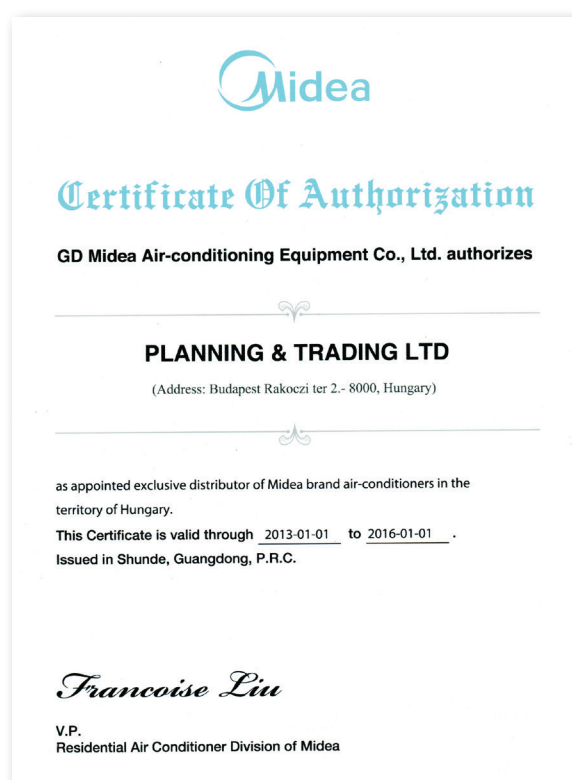 Midea
Certificate Of Authorization
GD Midea Air-conditioning Equipment Co., Ltd. authorizes
PLANNING & TRADING LTD
(Address: Budapest Rakoczi ter 2.- 8000, Hungary)
as appointed exclusive distributor of Midea brand air-conditioners in the
territory of Hungary.
This Certificate is valid through 2013-01-01 to 2016-01-01 .
Issued in Shunde, Guangdong, P.R.C.
Francoise Liu
V.P.
Residential Air Conditioner Division of Midea